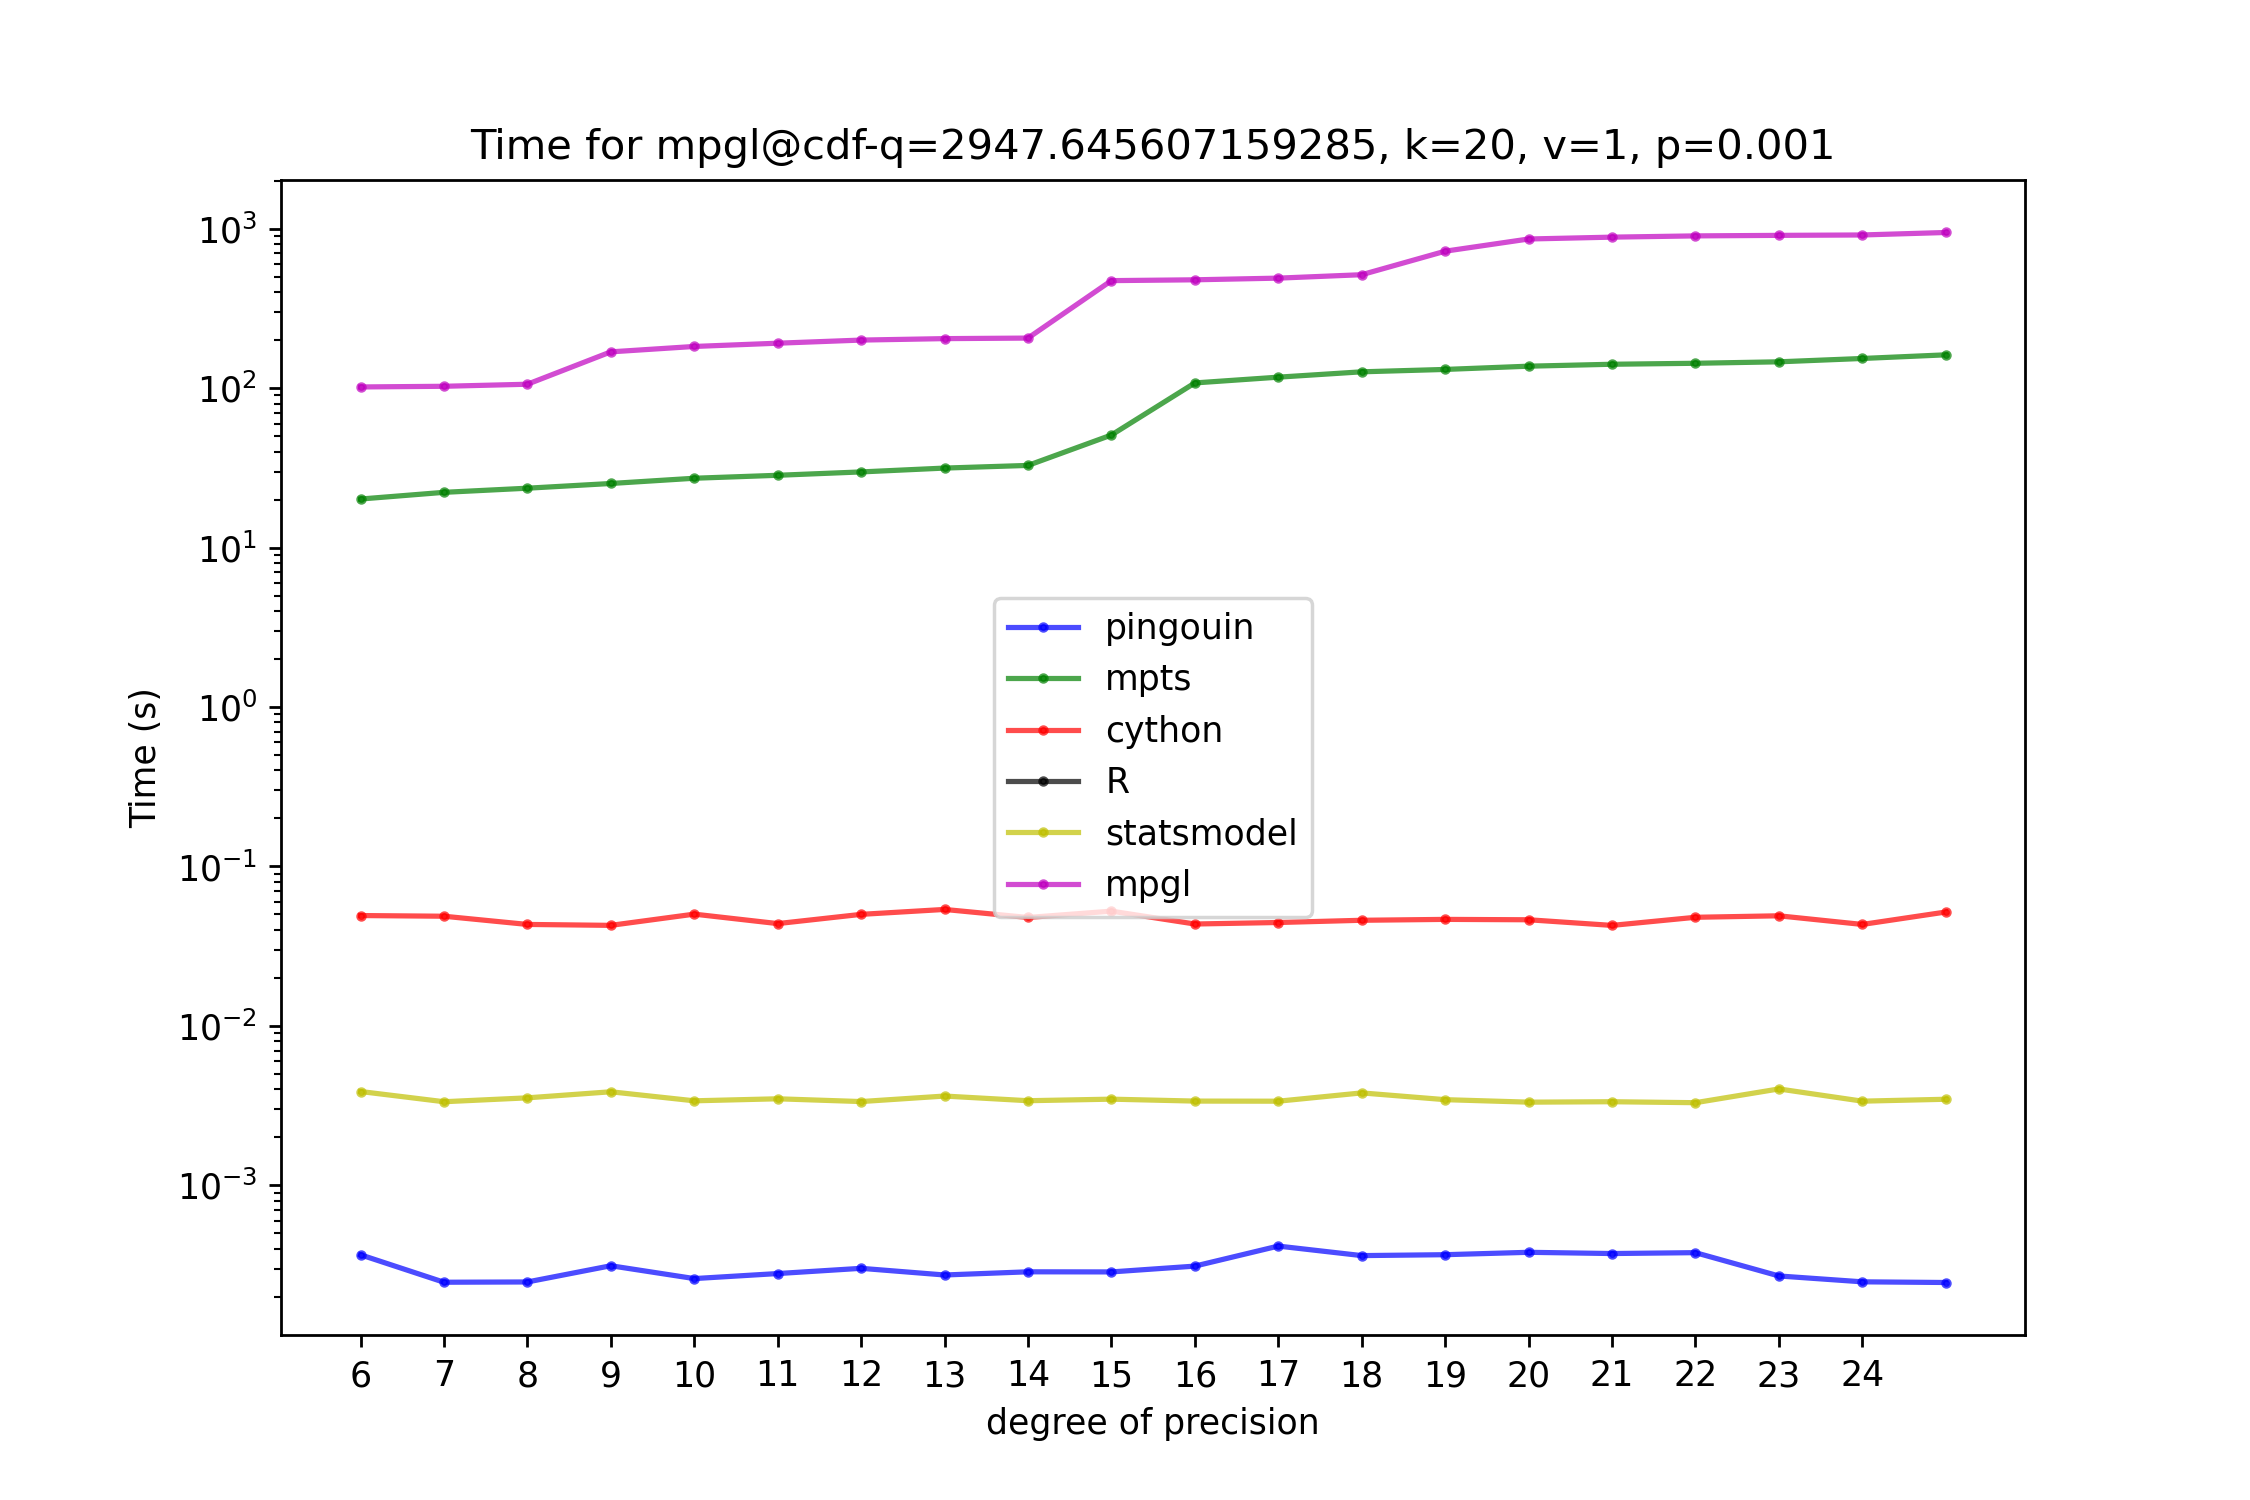 Time for mpgl@cdf-q=2947.645607159285, k=20, v=1, p=0.001
10³
10²
10¹
10⁰
10⁻¹
10⁻²
10⁻³
Time (s)
pingouin
mpts
cython
R
statsmodel
mpgl
6 7 8 9 10 11 12 13 14 15 16 17 18 19 20 21 22 23 24
degree of precision